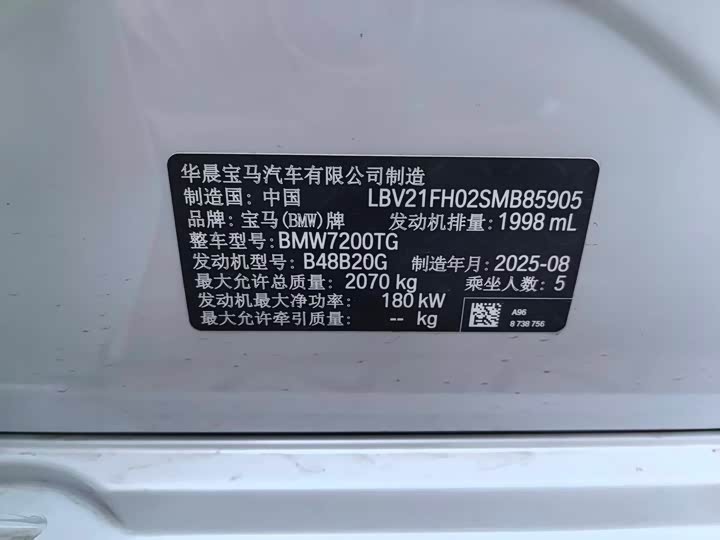 华晨宝马汽车有限公司制造
制造国: 中国 LBV21FH02SMB85905
品牌: 宝马(BMW)牌 发动机排量: 1998 mL
整车型号: BMW7200TG
发动机型号: B48B20G 制造年月: 2025-08
最大允许总质量: 2070 kg 乘坐人数: 5
发动机最大净功率: 180 kW
最大允许牵引质量: -- kg
A96
8 738 756